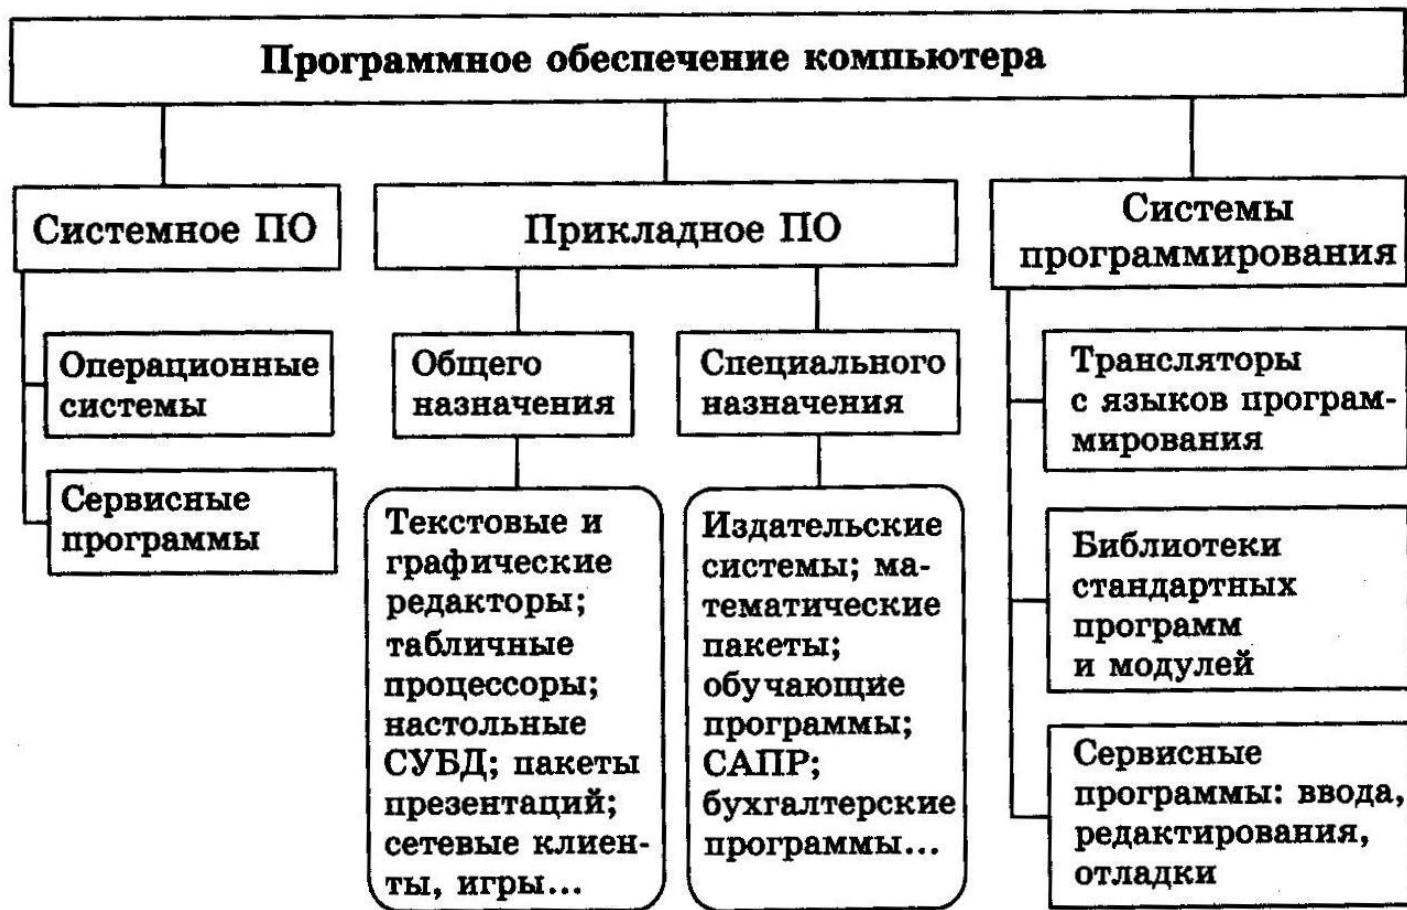 Программное обеспечение компьютера
Системное ПО
Операционные
системы
Сервисные
программы
Прикладное ПО
Общего
назначения
Текстовые и
графические
редакторы;
табличные
процессоры;
настольные
СУБД; пакеты
презентаций;
сетевые клиен-
ты, игры...
Специального
назначения
Издательские
системы; ма-
тематические
пакеты;
обучающие
программы;
САПР;
бухгалтерские
программы...
Системы
программирования
Трансляторы
с языков програм-
мирования
Библиотеки
стандартных
программ
и модулей
Сервисные
программы: ввода,
редактирования,
отладки